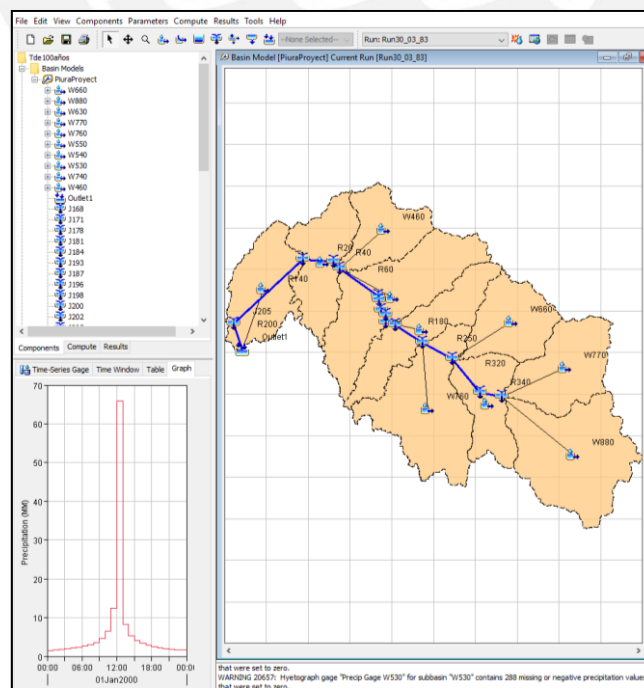 File Edit View Components Parameters Compute Results Tools Help
--None Selected--
Run: Run30_03_83
Tde100años
Basin Models
PiuraProyect
W660
W880
W630
W770
W760
W550
W540
W530
W740
W460
Outlet1
J168
J171
J178
J181
J184
J193
J187
J196
J198
J200
J202
Components Compute Results
Time-Series Gage Time Window Table Graph
70
60
50
40
30
20
10
0
Precipitation (MM)
00:00 06:00 12:00 18:00 00:0
01Jan2000
Basin Model [PiuraProyect] Current Run [Run30_03_83]
W460
R20
R40
R60
R140
J205
R200
Outlet1
R180
W660
R250
R320
W770
R340
W760
W880
that were set to zero.
WARNING 20657: Hyetograph gage "Precip Gage W530" for subbasin "W530" contains 288 missing or negative precipitation value
that were set to zero.